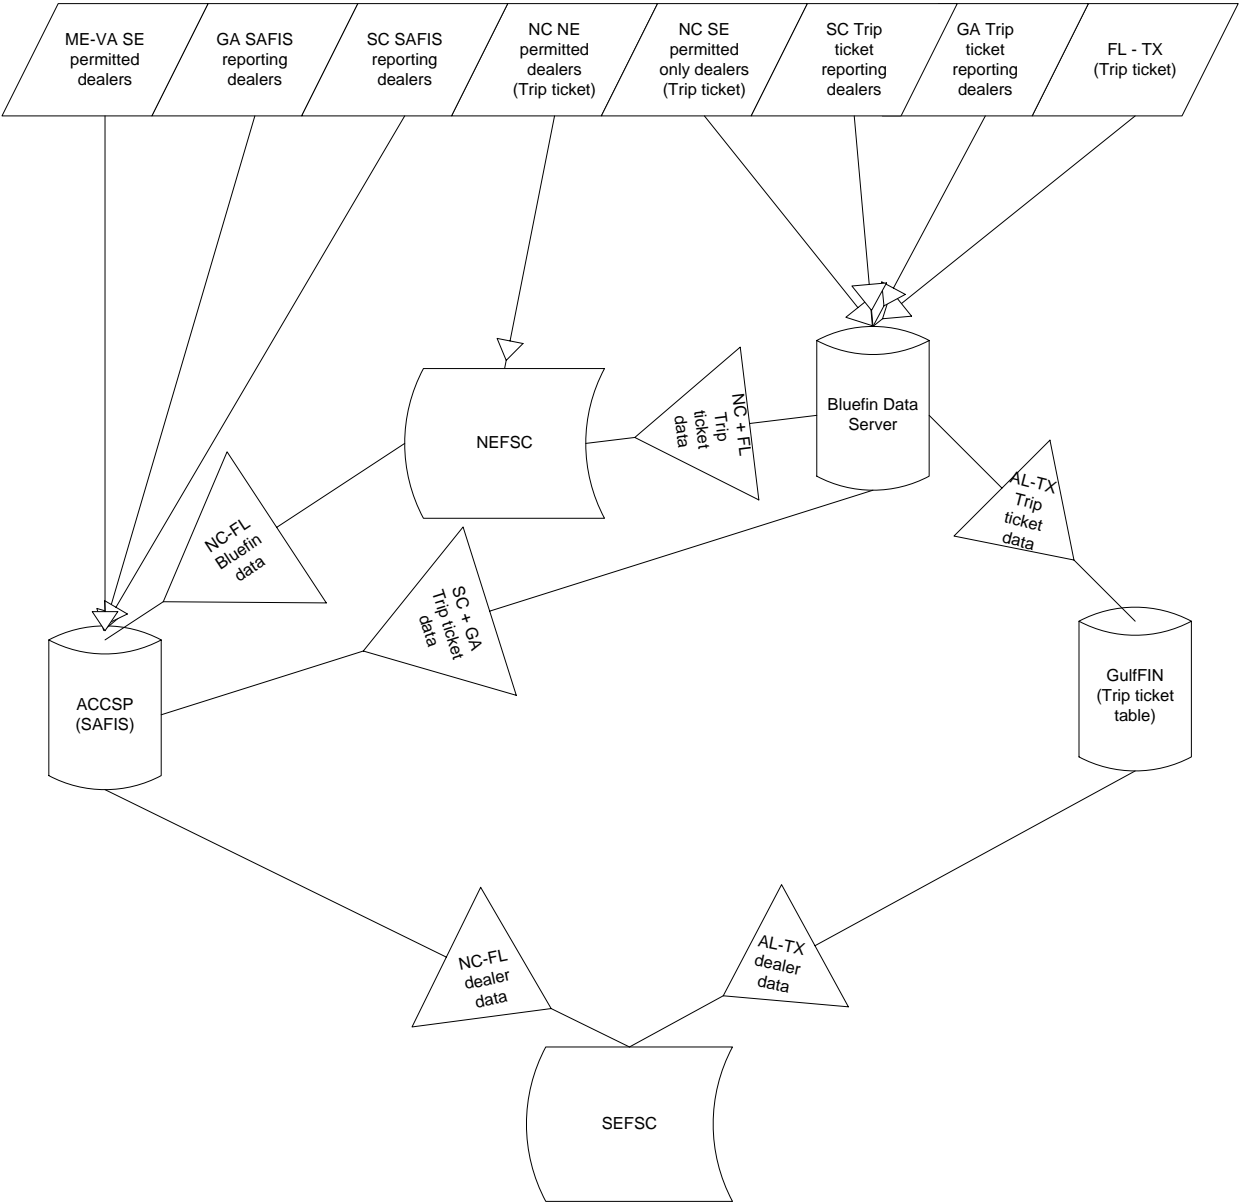 ME-VA SE
permitted
dealers
GA SAFIS
reporting
dealers
SC SAFIS
reporting
dealers
NC NE
permitted
dealers
(Trip ticket)
NC SE
permitted
only dealers
(Trip ticket)
SC Trip
ticket
reporting
dealers
GA Trip
ticket
reporting
dealers
FL - TX
(Trip ticket)
Bluefin Data
Server
NC + FL
Trip
ticket
data
NEFSC
AL-TX
Trip
ticket
data
NC-FL
Bluefin
data
SC + GA
Trip ticket
data
ACCSP
(SAFIS)
GulfFIN
(Trip ticket
table)
NC-FL
dealer
data
AL-TX
dealer
data
SEFSC